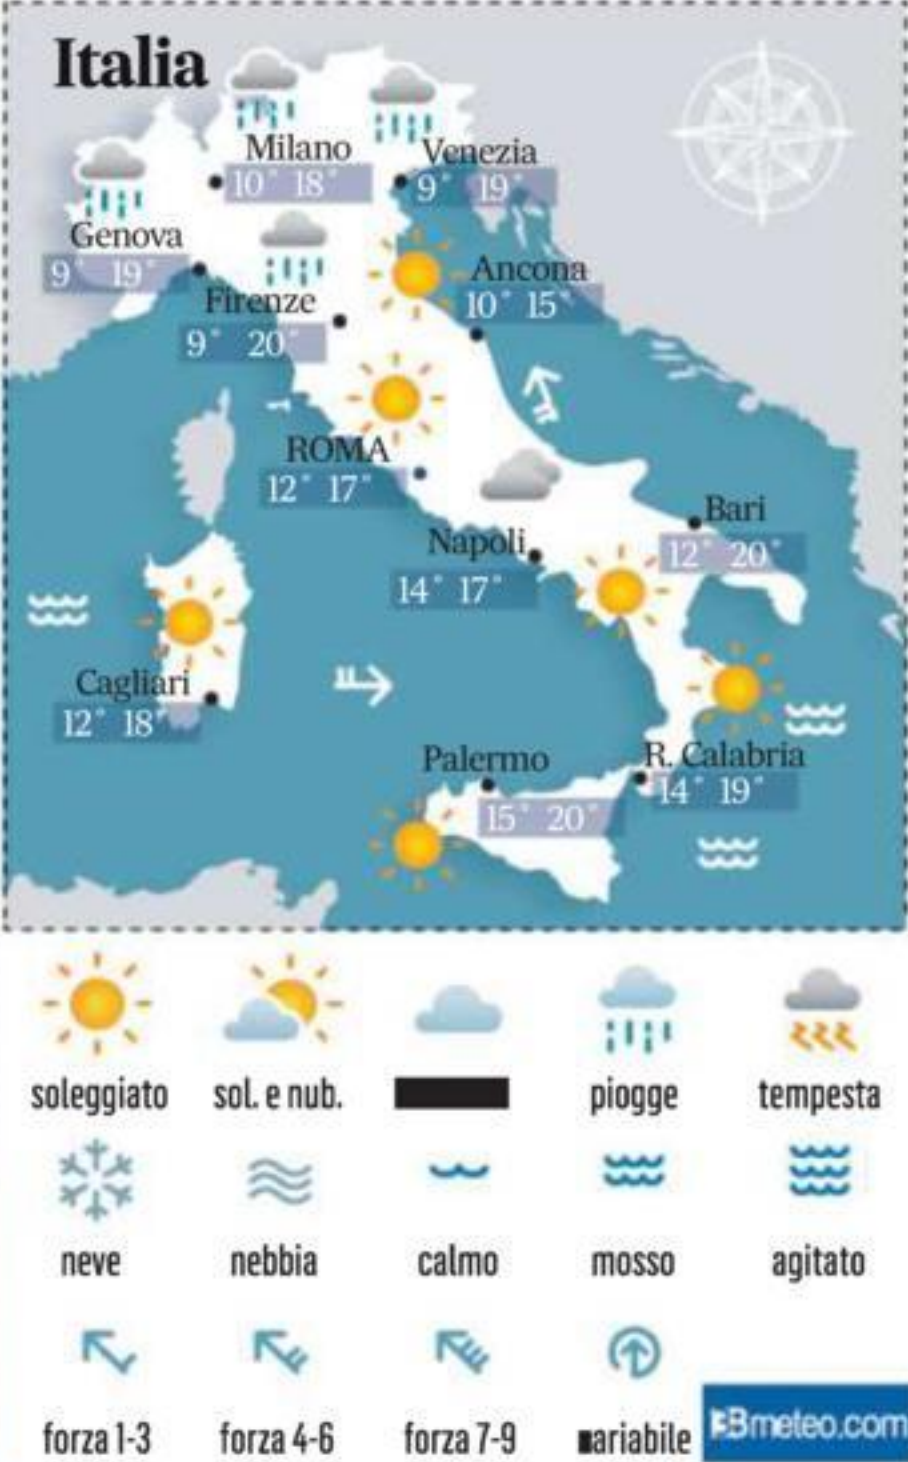 Italia
Milano
10° 18°
Venezia
9° 19°
Genova
9° 19°
Firenze
9° 20°
Ancona
10° 15°
ROMA
12° 17°
Bari
12° 20°
Napoli
14° 17°
Cagliari
12° 18°
Palermo
15° 20°
R. Calabria
14° 19°
soleggiato sol. e nub. piogge tempesta
neve nebbia calmo mosso agitato
forza 1-3 forza 4-6 forza 7-9 ariabile
3Bmeteo.com